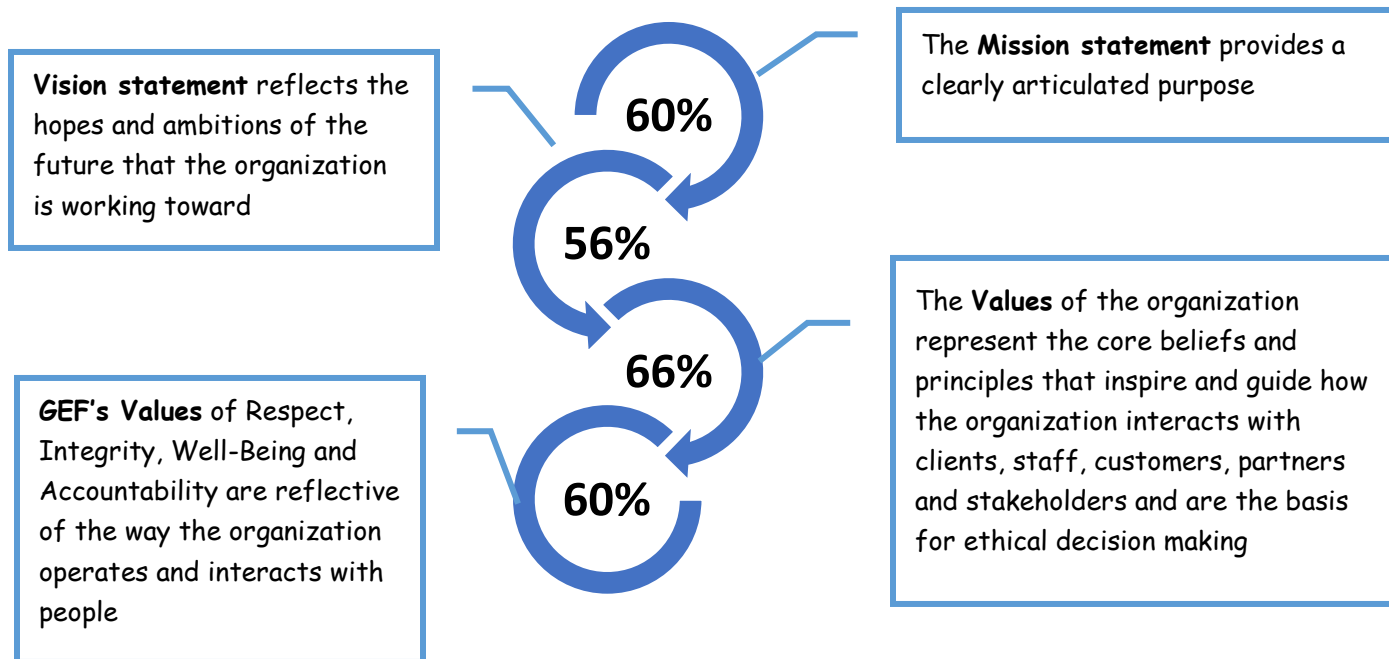 60%
The Mission statement provides a
clearly articulated purpose
Vision statement reflects the
hopes and ambitions of the
future that the organization
is working toward
56%
66%
The Values of the organization
represent the core beliefs and
principles that inspire and guide how
the organization interacts with
clients, staff, customers, partners
and stakeholders and are the basis
for ethical decision making
GEF's Values of Respect,
Integrity, Well-Being and
Accountability are reflective
of the way the organization
operates and interacts with
people
60%